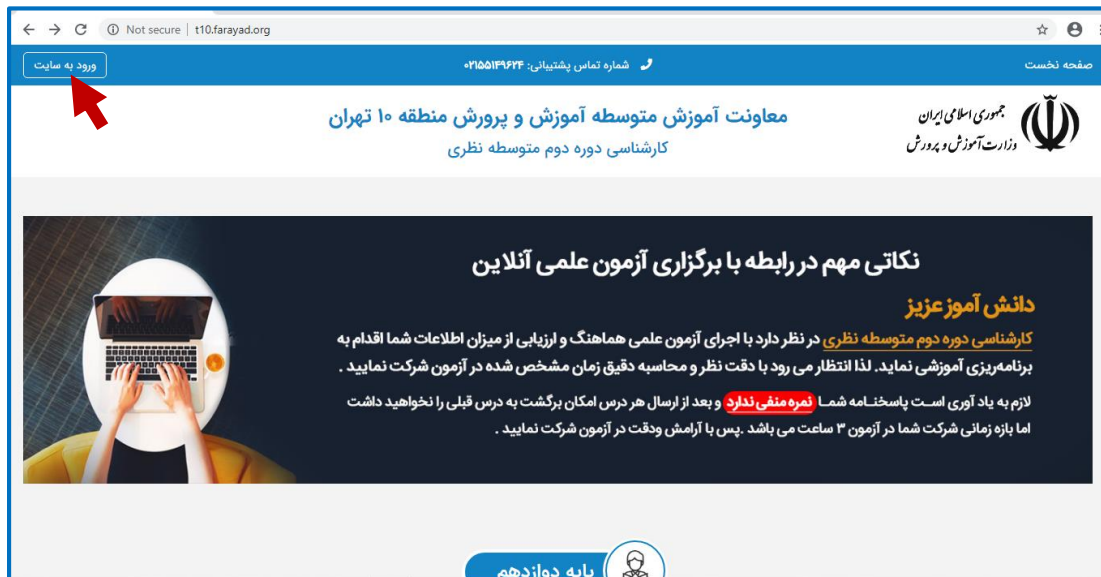 Not secure | t10.farayad.org
صفحه نخست
شماره تماس پشتیبانی: ۰۲۱۵۵۱۴۹۶۲۴
ورود به سایت
جمهوری اسلامی ایران
وزارت آموزش و پرورش
معاونت آموزش متوسطه آموزش و پرورش منطقه ۱۰ تهران
کارشناسی دوره دوم متوسطه نظری
نکاتی مهم در رابطه با برگزاری آزمون علمی آنلاین
دانش آموز عزیز
کارشناسی دوره دوم متوسطه نظری در نظر دارد با اجرای آزمون علمی هماهنگ و ارزیابی از میزان اطلاعات شما اقدام به
برنامه‌ریزی آموزشی نماید. لذا انتظار می رود با دقت نظر و محاسبه دقیق زمان مشخص شده در آزمون شرکت نمایید .
لازم به یاد آوری اسـت پاسخنـامه شمـا نمره منفی ندارد و بعد از ارسال هر درس امکان برگشت به درس قبلی را نخواهید داشت
اما بازه زمانی شرکت شما در آزمون ۳ ساعت می باشد .پس با آرامش ودقت در آزمون شرکت نمایید .
پایه دوازدهم